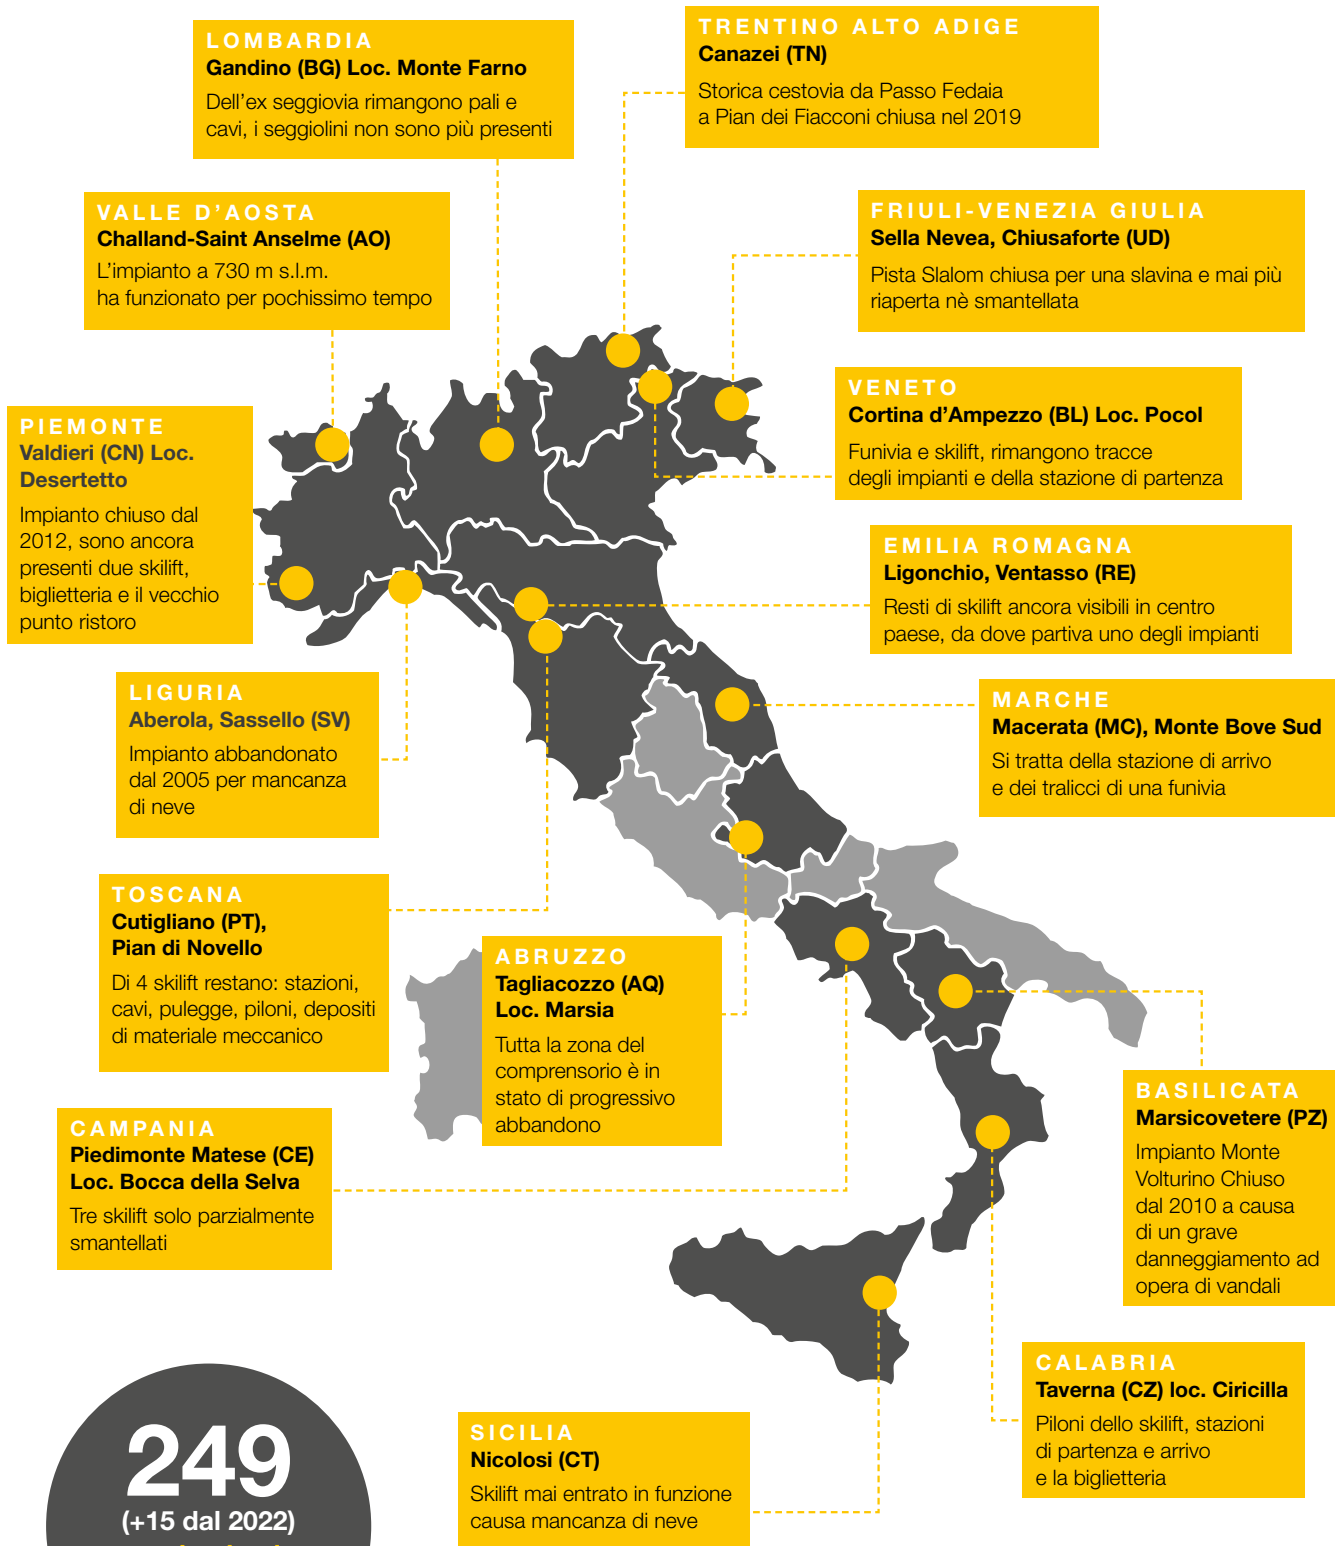 LOMBARDIA
Gandino (BG) Loc. Monte Farno
Dell'ex seggiovia rimangono pali e
cavi, i seggiolini non sono più presenti
TRENTINO ALTO ADIGE
Canazei (TN)
Storica cestovia da Passo Fedaia
a Pian dei Fiacconi chiusa nel 2019
VALLE D'AOSTA
Challand-Saint Anselme (AO)
L'impianto a 730 m s.l.m.
ha funzionato per pochissimo tempo
FRIULI-VENEZIA GIULIA
Sella Nevea, Chiusaforte (UD)
Pista Slalom chiusa per una slavina e mai più
riaperta nè smantellata
VENETO
Cortina d'Ampezzo (BL) Loc. Pocol
Funivia e skilift, rimangono tracce
degli impianti e della stazione di partenza
PIEMONTE
Valdieri (CN) Loc.
Desertetto
Impianto chiuso dal
2012, sono ancora
presenti due skilift,
biglietteria e il vecchio
punto ristoro
EMILIA ROMAGNA
Ligonchio, Ventasso (RE)
Resti di skilift ancora visibili in centro
paese, da dove partiva uno degli impianti
LIGURIA
Aberola, Sassello (SV)
Impianto abbandonato
dal 2005 per mancanza
di neve
MARCHE
Macerata (MC), Monte Bove Sud
Si tratta della stazione di arrivo
e dei tralicci di una funivia
TOSCANA
Cutigliano (PT),
Pian di Novello
Di 4 skilift restano: stazioni,
cavi, pulegge, piloni, depositi
di materiale meccanico
ABRUZZO
Tagliacozzo (AQ)
Loc. Marsia
Tutta la zona del
comprensorio è in
stato di progressivo
abbandono
CAMPANIA
Piedimonte Matese (CE)
Loc. Bocca della Selva
Tre skilift solo parzialmente
smantellati
BASILICATA
Marsicovetere (PZ)
Impianto Monte
Volturino Chiuso
dal 2010 a causa
di un grave
danneggiamento ad
opera di vandali
CALABRIA
Taverna (CZ) loc. Ciricilla
Piloni dello skilift, stazioni
di partenza e arrivo
e la biglietteria
SICILIA
Nicolosi (CT)
Skilift mai entrato in funzione
causa mancanza di neve
249
(+15 dal 2022)